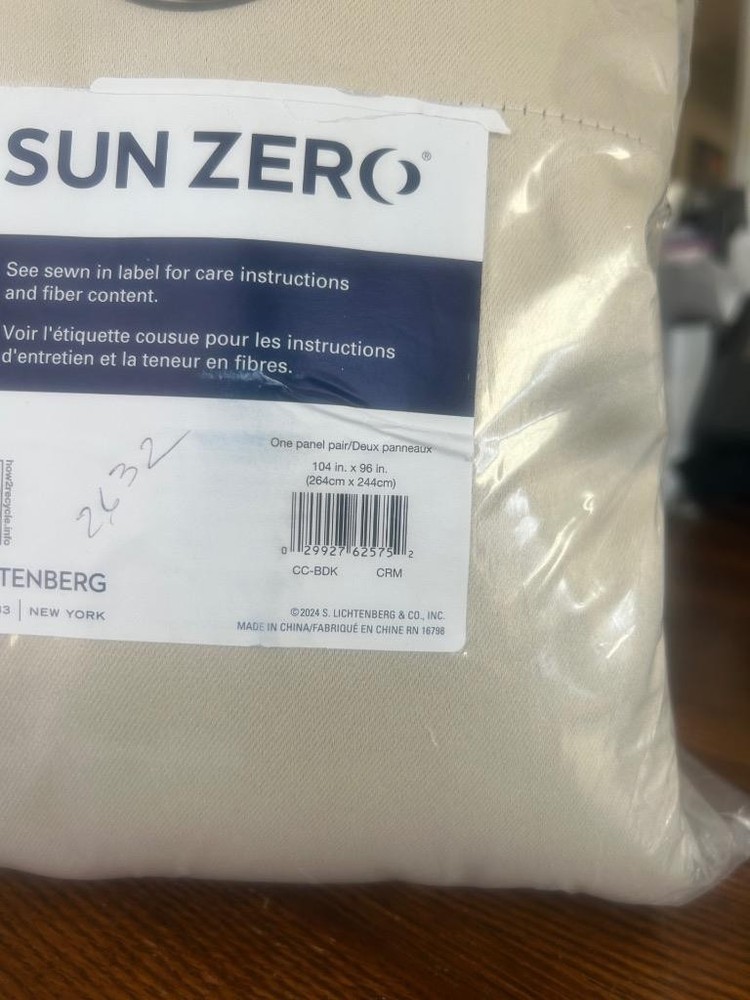 SUN ZERO®
See sewn in label for care instructions
and fiber content.
Voir l'étiquette cousue pour les instructions
d'entretien et la teneur en fibres.
2632
One panel pair/Deux panneaux
104 in. x 96 in.
(264cm x 244cm)
how2recycle.info
0 29927 62575 2
CC-BDK CRM
TENBERG
33 | NEW YORK
©2024 S. LICHTENBERG & CO., INC.
MADE IN CHINA/FABRIQUÉ EN CHINE RN 16798